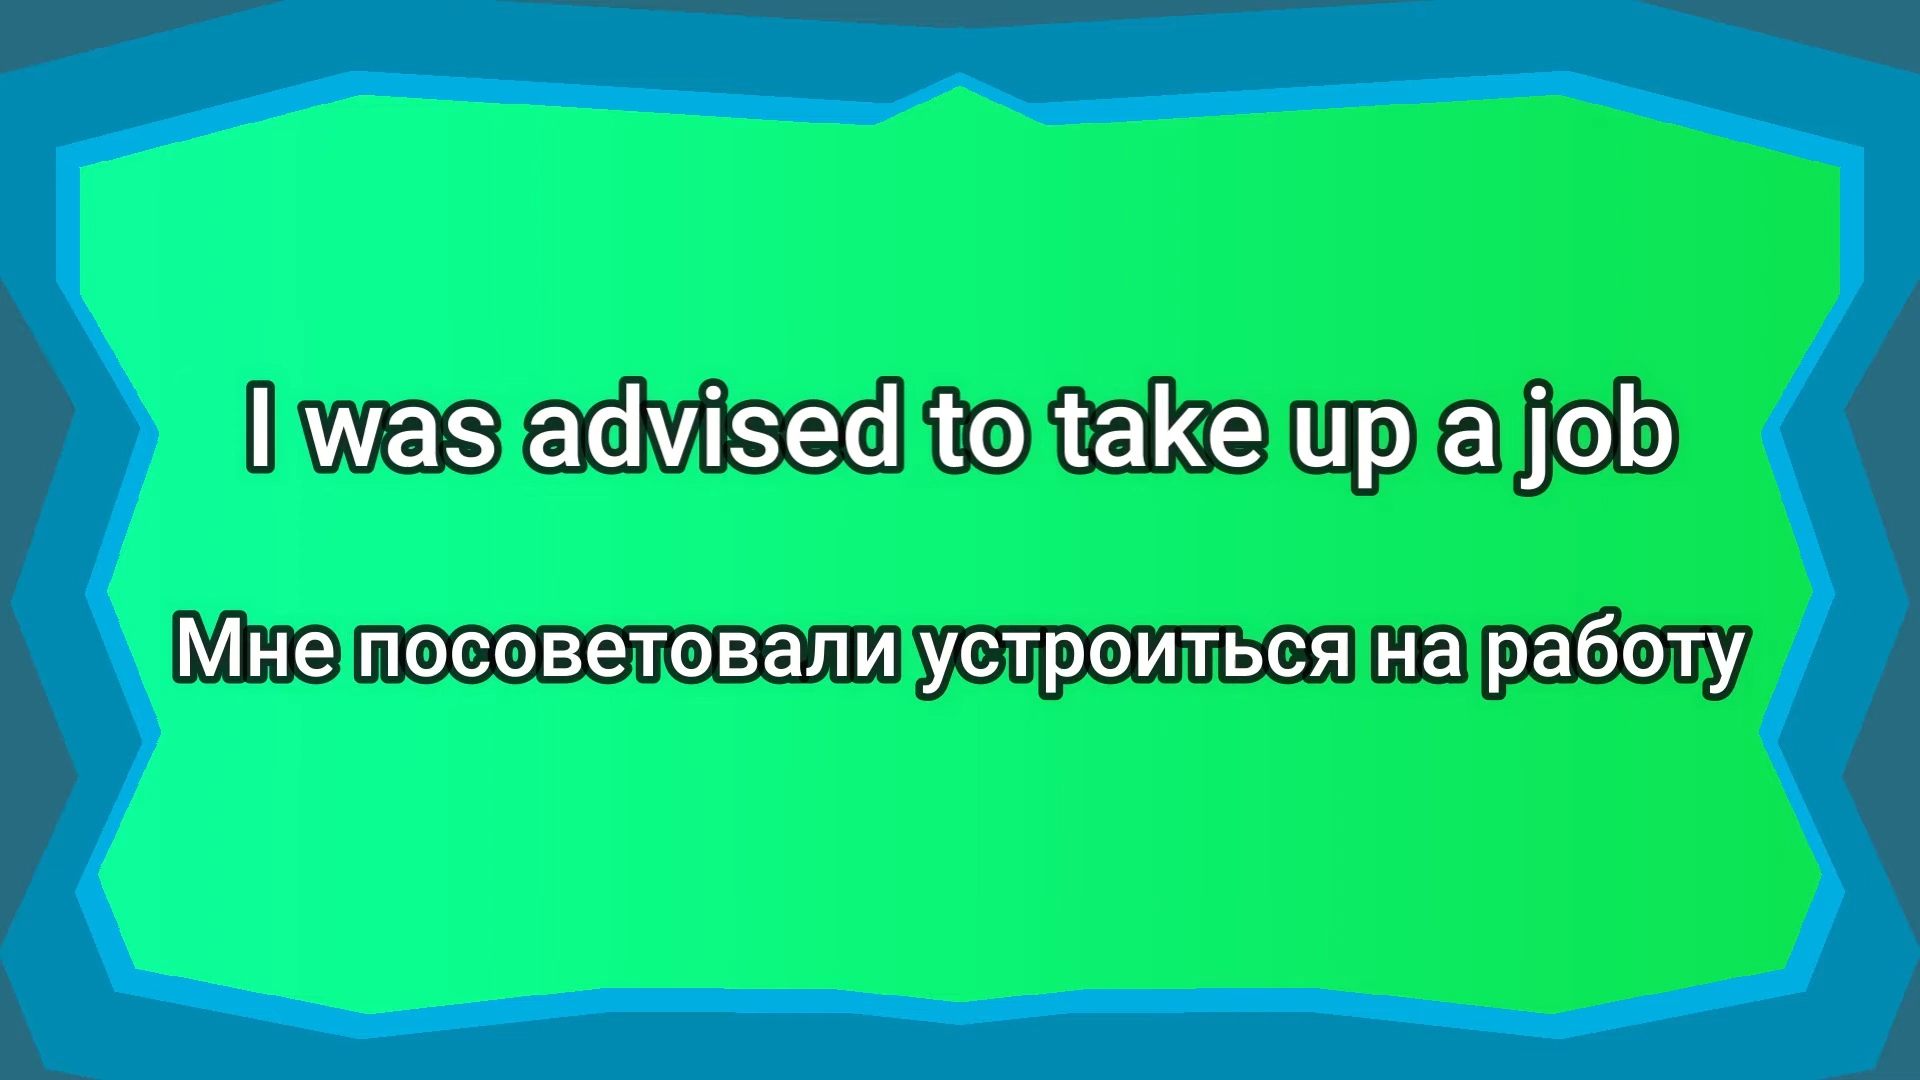 I was advised to take up a job
Мне посоветовали устроиться на работу